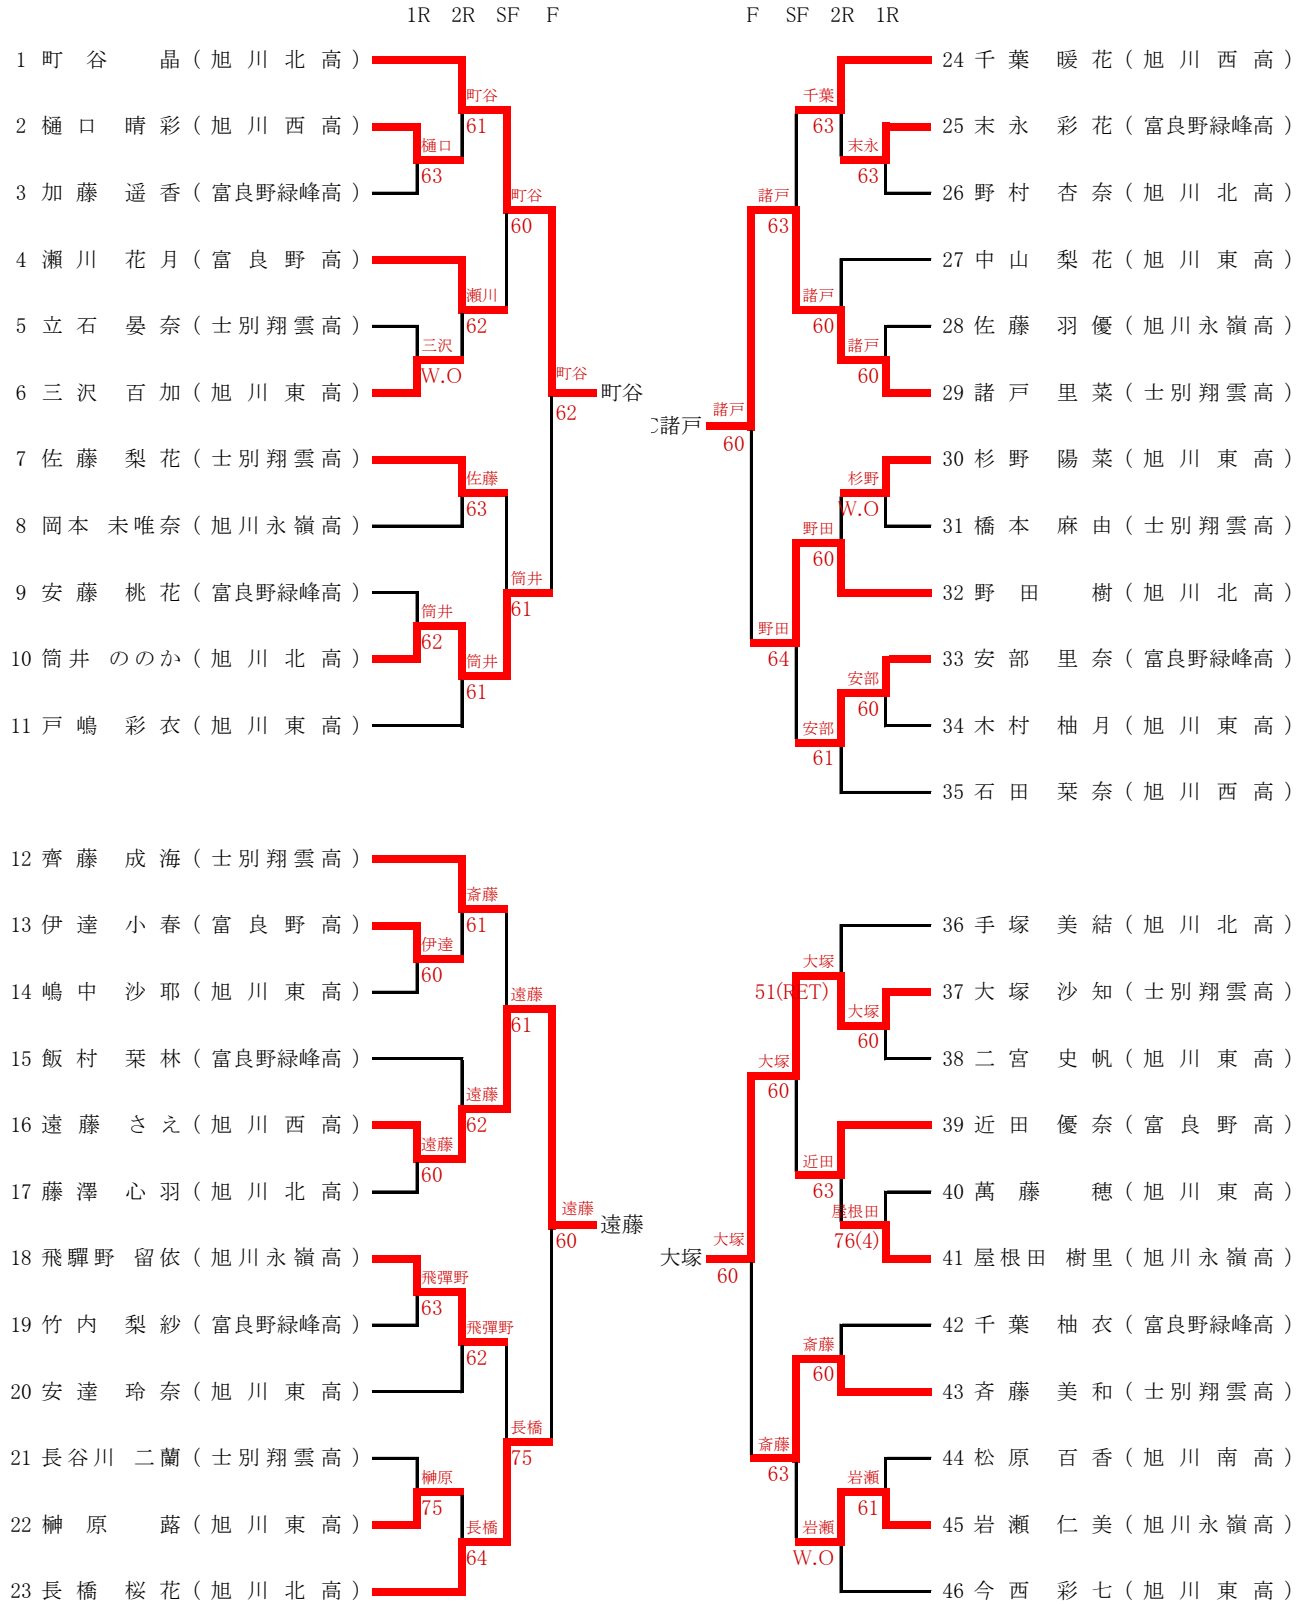 1R 2R SF F
F SF 2R 1R
1 町 谷 晶 ( 旭 川 北 高 )
町谷
61
2 樋 口 晴 彩 ( 旭 川 西 高 )
樋口
63
3 加 藤 遥 香 ( 富良野緑峰高 )
町谷
60
4 瀬 川 花 月 ( 富 良 野 高 )
瀬川
62
5 立 石 晏 奈 ( 士別翔雲高 )
三沢
W.O
6 三 沢 百 加 ( 旭 川 東 高 )
町谷
62
町谷
7 佐 藤 梨 花 ( 士別翔雲高 )
佐藤
63
8 岡本 未唯奈 ( 旭川永嶺高 )
9 安 藤 桃 花 ( 富良野緑峰高 )
筒井
61
筒井
62
10 筒井 ののか ( 旭 川 北 高 )
筒井
61
11 戸 嶋 彩 衣 ( 旭 川 東 高 )
12 齊 藤 成 海 ( 士別翔雲高 )
斎藤
61
13 伊 達 小 春 ( 富 良 野 高 )
伊達
60
14 嶋 中 沙 耶 ( 旭 川 東 高 )
遠藤
61
15 飯 村 栞 林 ( 富良野緑峰高 )
遠藤
62
16 遠 藤 さ え ( 旭 川 西 高 )
遠藤
60
17 藤 澤 心 羽 ( 旭 川 北 高 )
遠藤
60
遠藤
18 飛驒野 留依 ( 旭川永嶺高 )
飛彈野
63
19 竹 内 梨 紗 ( 富良野緑峰高 )
飛彈野
62
20 安 達 玲 奈 ( 旭 川 東 高 )
長橋
75
21 長谷川 二蘭 ( 士別翔雲高 )
榊原
75
22 榊 原 蕗 ( 旭 川 東 高 )
長橋
64
23 長 橋 桜 花 ( 旭 川 北 高 )
24 千 葉 暖 花 ( 旭 川 西 高 )
千葉
63
25 末 永 彩 花 ( 富良野緑峰高 )
末永
63
26 野 村 杏 奈 ( 旭 川 北 高 )
諸戸
63
27 中 山 梨 花 ( 旭 川 東 高 )
諸戸
60
28 佐 藤 羽 優 ( 旭川永嶺高 )
諸戸
60
29 諸 戸 里 菜 ( 士別翔雲高 )
諸戸
諸戸
60
30 杉 野 陽 菜 ( 旭 川 東 高 )
杉野
W.O
31 橋 本 麻 由 ( 士別翔雲高 )
野田
60
32 野 田 樹 ( 旭 川 北 高 )
野田
64
33 安 部 里 奈 ( 富良野緑峰高 )
安部
60
34 木 村 柚 月 ( 旭 川 東 高 )
安部
61
35 石 田 栞 奈 ( 旭 川 西 高 )
36 手 塚 美 結 ( 旭 川 北 高 )
大塚
51(RET)
37 大 塚 沙 知 ( 士別翔雲高 )
大塚
60
38 二 宮 史 帆 ( 旭 川 東 高 )
大塚
60
39 近 田 優 奈 ( 富 良 野 高 )
近田
63
40 萬 藤 穂 ( 旭 川 東 高 )
屋根田
76(4)
41 屋根田 樹里 ( 旭川永嶺高 )
大塚
大塚
60
42 千 葉 柚 衣 ( 富良野緑峰高 )
斎藤
60
43 斉 藤 美 和 ( 士別翔雲高 )
斎藤
63
44 松 原 百 香 ( 旭 川 南 高 )
岩瀬
61
45 岩 瀬 仁 美 ( 旭川永嶺高 )
岩瀬
W.O
46 今 西 彩 七 ( 旭 川 東 高 )